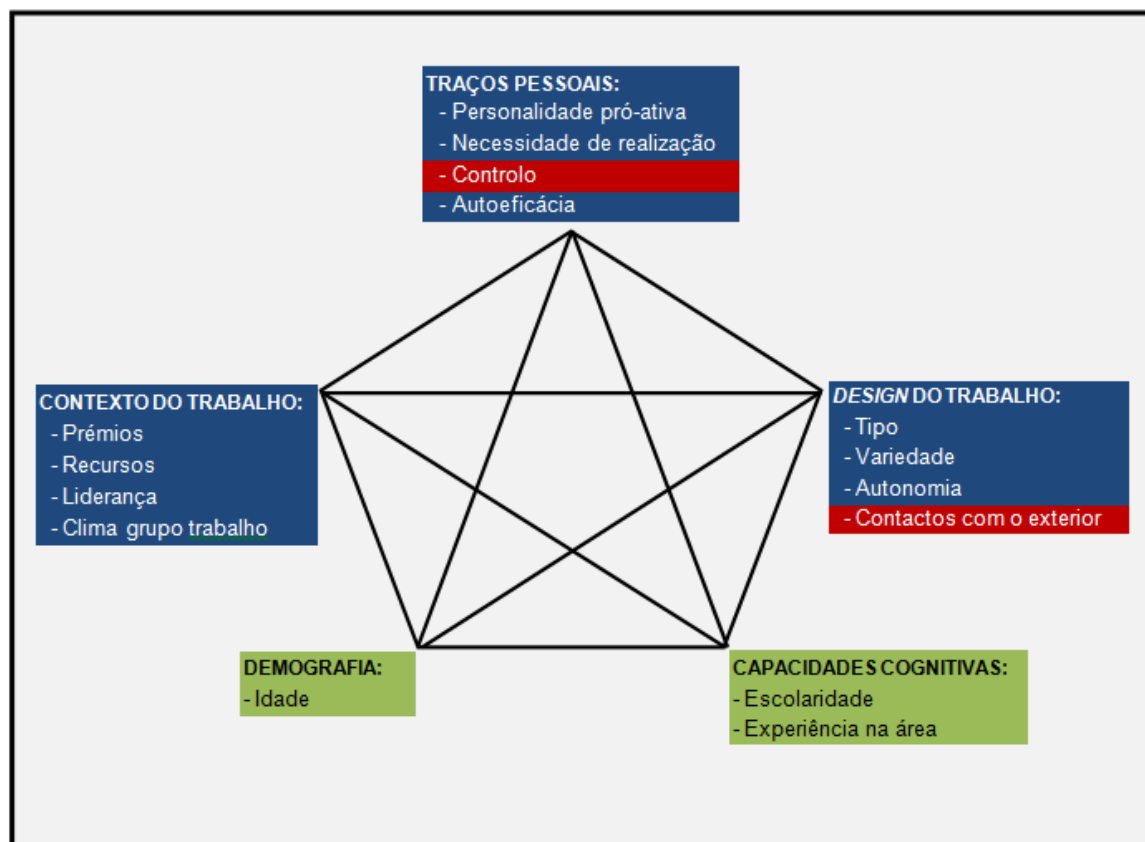 TRAÇOS PESSOAIS:
- Personalidade pró-ativa
- Necessidade de realização
- Controlo
- Autoeficácia
CONTEXTO DO TRABALHO:
- Prémios
- Recursos
- Liderança
- Clima grupo trabalho
DESIGN DO TRABALHO:
- Tipo
- Variedade
- Autonomia
- Contactos com o exterior
DEMOGRAFIA:
- Idade
CAPACIDADES COGNITIVAS:
- Escolaridade
- Experiência na área